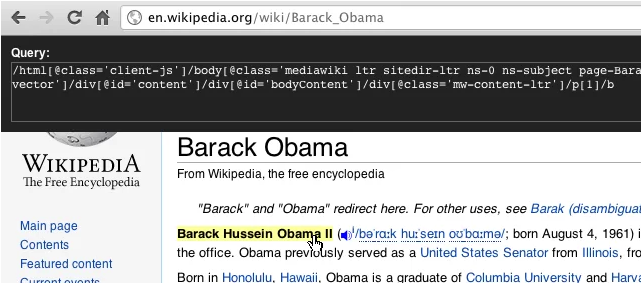 en.wikipedia.org/wiki/Barack_Obama
Query:
/html[@class='client-js']/body[@class='mediawiki ltr sitedir-ltr ns-0 ns-subject page-Bara
vector']/div[@id='content']/div[@id='bodyContent']/div[@class='mw-content-ltr']/p[1]/b
WIKIPEDIA
The Free Encyclopedia
Main page
Contents
Featured content
Current events
Barack Obama
From Wikipedia, the free encyclopedia
"Barack" and "Obama" redirect here. For other uses, see Barak (disambiguat
Barack Hussein Obama II (/bəˈrɑːk huːˈseɪn oʊˈbɑːmə/; born August 4, 1961) i
the office. Obama previously served as a United States Senator from Illinois, fro
Born in Honolulu, Hawaii, Obama is a graduate of Columbia University and Harva